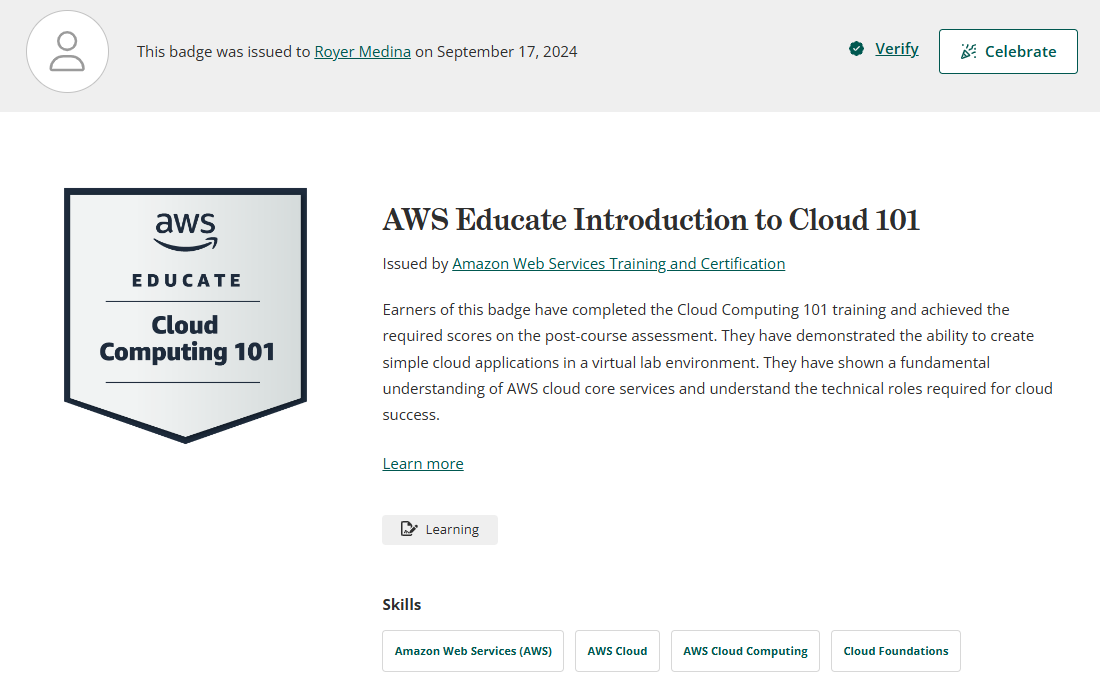 This badge was issued to Royer Medina on September 17, 2024
Verify
Celebrate
aws
EDUCATE
Cloud
Computing 101
AWS Educate Introduction to Cloud 101
Issued by Amazon Web Services Training and Certification
Earners of this badge have completed the Cloud Computing 101 training and achieved the
required scores on the post-course assessment. They have demonstrated the ability to create
simple cloud applications in a virtual lab environment. They have shown a fundamental
understanding of AWS cloud core services and understand the technical roles required for cloud
success.
Learn more
Learning
Skills
Amazon Web Services (AWS)
AWS Cloud
AWS Cloud Computing
Cloud Foundations